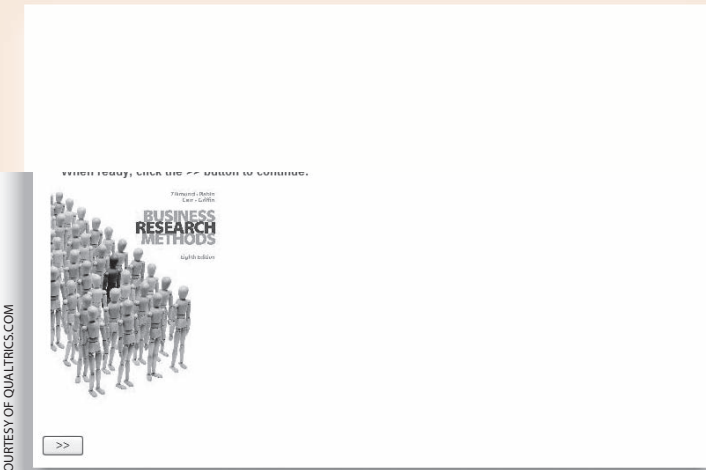 When ready, click the >> button to continue.
Zikmund • Babin
Carr • Griffin
BUSINESS
RESEARCH
METHODS
Eighth Edition
>>
OURTESY OF QUALTRICS.COM